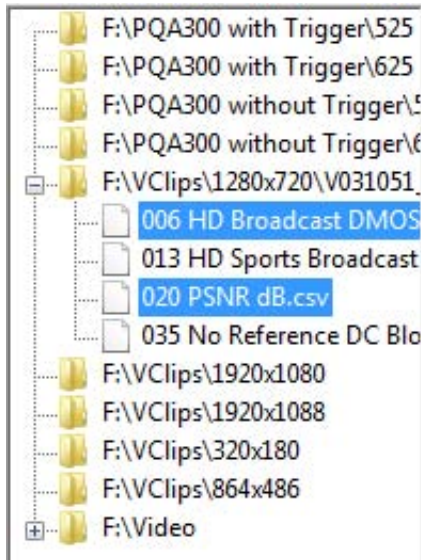 F:\PQA300 with Trigger\525
F:\PQA300 with Trigger\625
F:\PQA300 without Trigger\5
F:\PQA300 without Trigger\6
F:\VClips\1280x720\V031051_
006 HD Broadcast DMOS
013 HD Sports Broadcast
020 PSNR dB.csv
035 No Reference DC Blo
F:\VClips\1920x1080
F:\VClips\1920x1088
F:\VClips\320x180
F:\VClips\864x486
F:\Video